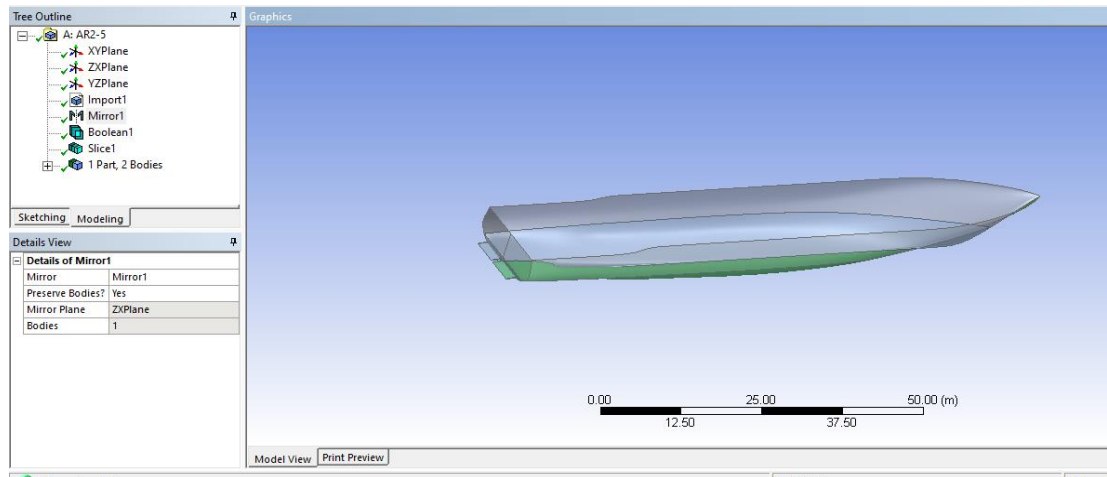 Tree Outline
A: AR2-5
XYPlane
ZXPlane
YZPlane
Import1
Mirror1
Boolean1
Slice1
1 Part, 2 Bodies
Sketching Modeling
Details View
Details of Mirror1
Mirror Mirror1
Preserve Bodies? Yes
Mirror Plane ZXPlane
Bodies 1
Graphics
0.00 25.00 50.00 (m)
12.50 37.50
Model View Print Preview